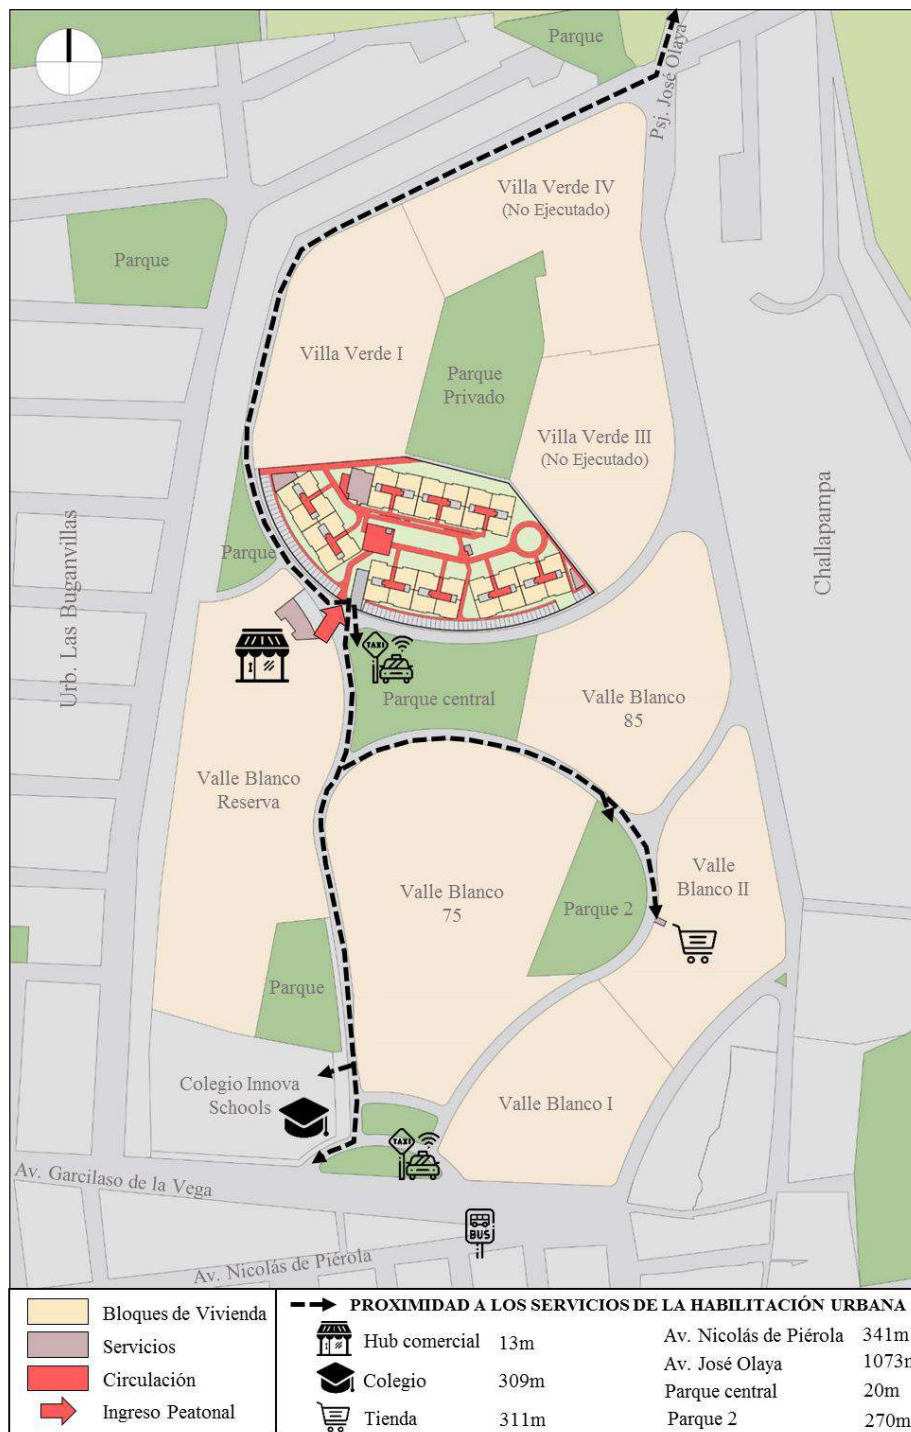 Parque
Psj. José Olaya
Villa Verde IV
(No Ejecutado)
Parque
Villa Verde I
Parque
Privado
Villa Verde III
(No Ejecutado)
Challapampa
Urb. Las Buganvillas
Parque
TAXI
Parque central
Valle Blanco
85
Valle Blanco
Reserva
Valle Blanco
75
Valle
Blanco II
Parque 2
Parque
Colegio Innova
Schools
Valle Blanco I
TAXI
Av. Garcilaso de la Vega
BUS
Av. Nicolás de Piérola
Bloques de Vivienda
Servicios
Circulación
Ingreso Peatonal
PROXIMIDAD A LOS SERVICIOS DE LA HABILITACIÓN URBANA
Hub comercial 13m
Colegio 309m
Tienda 311m
Av. Nicolás de Piérola 341m
Av. José Olaya 1073m
Parque central 20m
Parque 2 270m